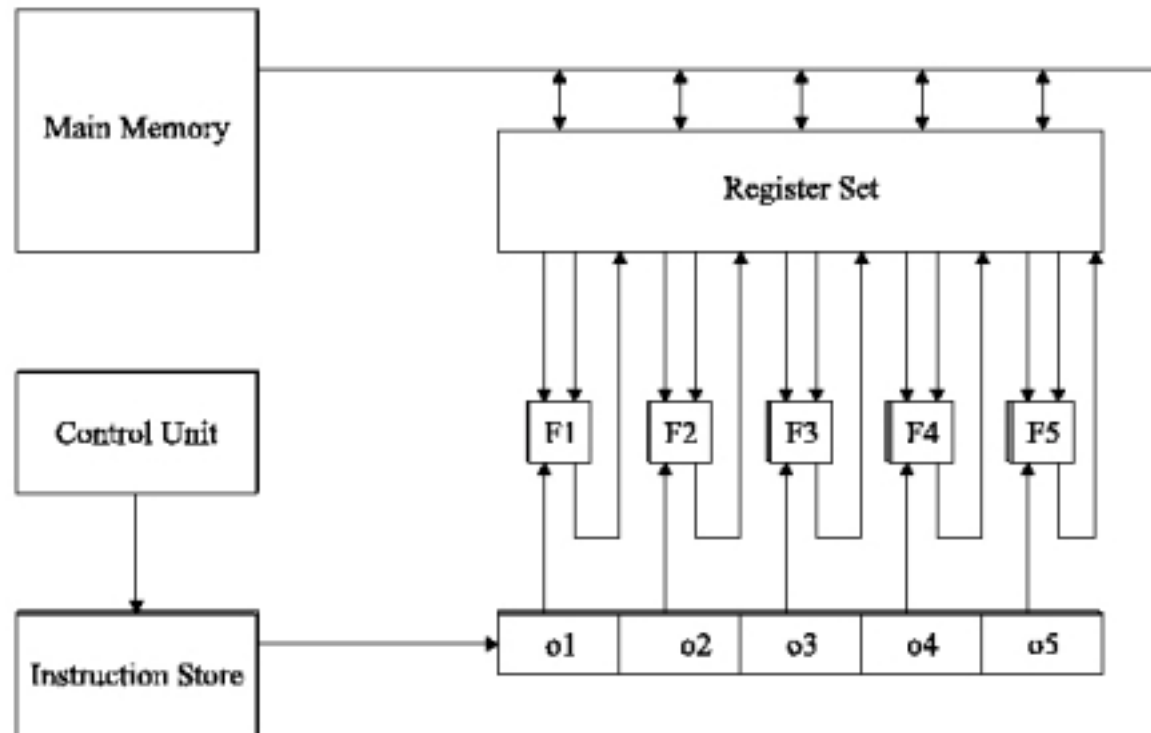 Main Memory
Register Set
Control Unit
F1 F2 F3 F4 F5
Instruction Store
o1 o2 o3 o4 o5